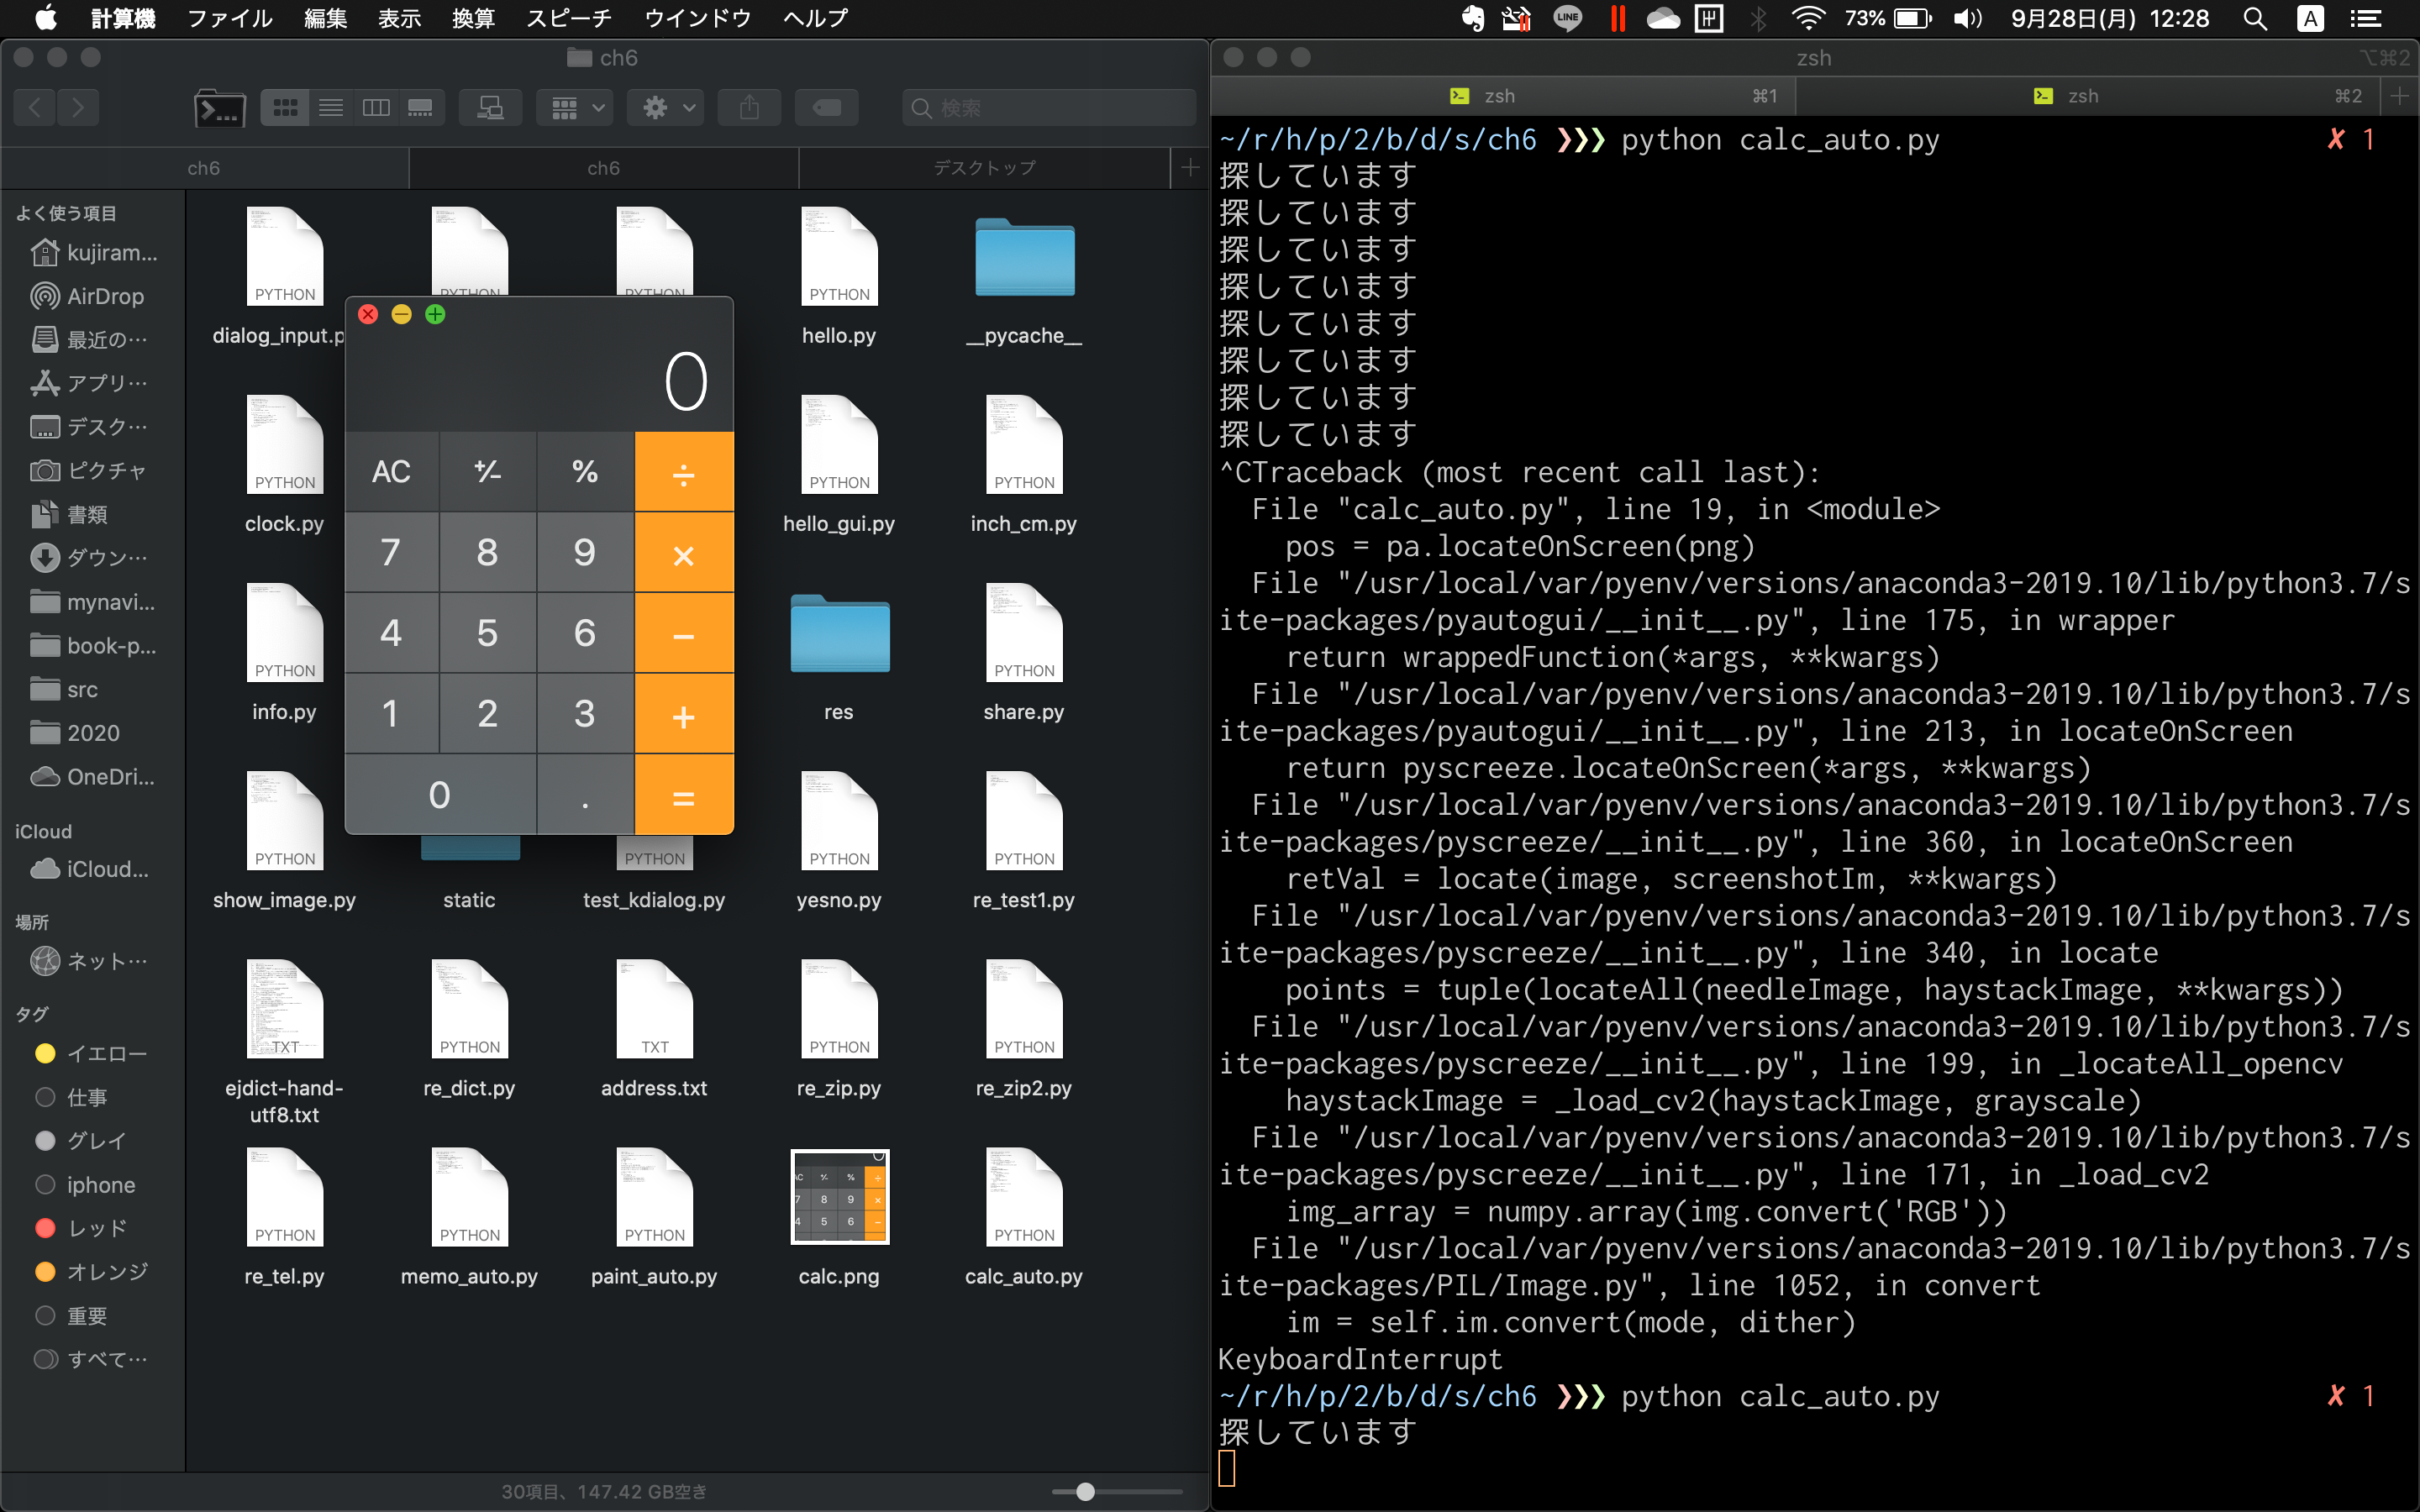 計算機 ファイル 編集 表示 換算 スピーチ ウインドウ ヘルプ LINE 73% 9月28日(月) 12:28 A
ch6
検索
ch6 ch6 デスクトップ
よく使う項目
kujiram...
AirDrop
最近の…
アプリ…
デスク…
ピクチャ
書類
ダウン…
mynavi...
book-p...
src
2020
OneDri...
iCloud
iCloud...
場所
ネット…
タグ
イエロー
仕事
グレイ
iphone
レッド
オレンジ
重要
すべて…
PYTHON PYTHON PYTHON PYTHON
dialog_input.p hello.py __pycache__
PYTHON PYTHON PYTHON
clock.py hello_gui.py inch_cm.py
PYTHON PYTHON
info.py res share.py
PYTHON PYTHON PYTHON PYTHON
show_image.py static test_kdialog.py yesno.py re_test1.py
TXT PYTHON TXT PYTHON PYTHON
ejdict-hand-
utf8.txt re_dict.py address.txt re_zip.py re_zip2.py
PYTHON PYTHON PYTHON PYTHON
re_tel.py memo_auto.py paint_auto.py calc.png calc_auto.py
30項目、147.42 GB空き
0
AC +⁄− % ÷
7 8 9 ×
4 5 6 −
1 2 3 +
0 . =
zsh ⌥⌘2
zsh ⌘1 zsh ⌘2
~/r/h/p/2/b/d/s/ch6 ❯❯❯ python calc_auto.py ✘ 1
探しています
探しています
探しています
探しています
探しています
探しています
探しています
探しています
^CTraceback (most recent call last):
  File "calc_auto.py", line 19, in <module>
    pos = pa.locateOnScreen(png)
  File "/usr/local/var/pyenv/versions/anaconda3-2019.10/lib/python3.7/s
ite-packages/pyautogui/__init__.py", line 175, in wrapper
    return wrappedFunction(*args, **kwargs)
  File "/usr/local/var/pyenv/versions/anaconda3-2019.10/lib/python3.7/s
ite-packages/pyautogui/__init__.py", line 213, in locateOnScreen
    return pyscreeze.locateOnScreen(*args, **kwargs)
  File "/usr/local/var/pyenv/versions/anaconda3-2019.10/lib/python3.7/s
ite-packages/pyscreeze/__init__.py", line 360, in locateOnScreen
    retVal = locate(image, screenshotIm, **kwargs)
  File "/usr/local/var/pyenv/versions/anaconda3-2019.10/lib/python3.7/s
ite-packages/pyscreeze/__init__.py", line 340, in locate
    points = tuple(locateAll(needleImage, haystackImage, **kwargs))
  File "/usr/local/var/pyenv/versions/anaconda3-2019.10/lib/python3.7/s
ite-packages/pyscreeze/__init__.py", line 199, in _locateAll_opencv
    haystackImage = _load_cv2(haystackImage, grayscale)
  File "/usr/local/var/pyenv/versions/anaconda3-2019.10/lib/python3.7/s
ite-packages/pyscreeze/__init__.py", line 171, in _load_cv2
    img_array = numpy.array(img.convert('RGB'))
  File "/usr/local/var/pyenv/versions/anaconda3-2019.10/lib/python3.7/s
ite-packages/PIL/Image.py", line 1052, in convert
    im = self.im.convert(mode, dither)
KeyboardInterrupt
~/r/h/p/2/b/d/s/ch6 ❯❯❯ python calc_auto.py ✘ 1
探しています